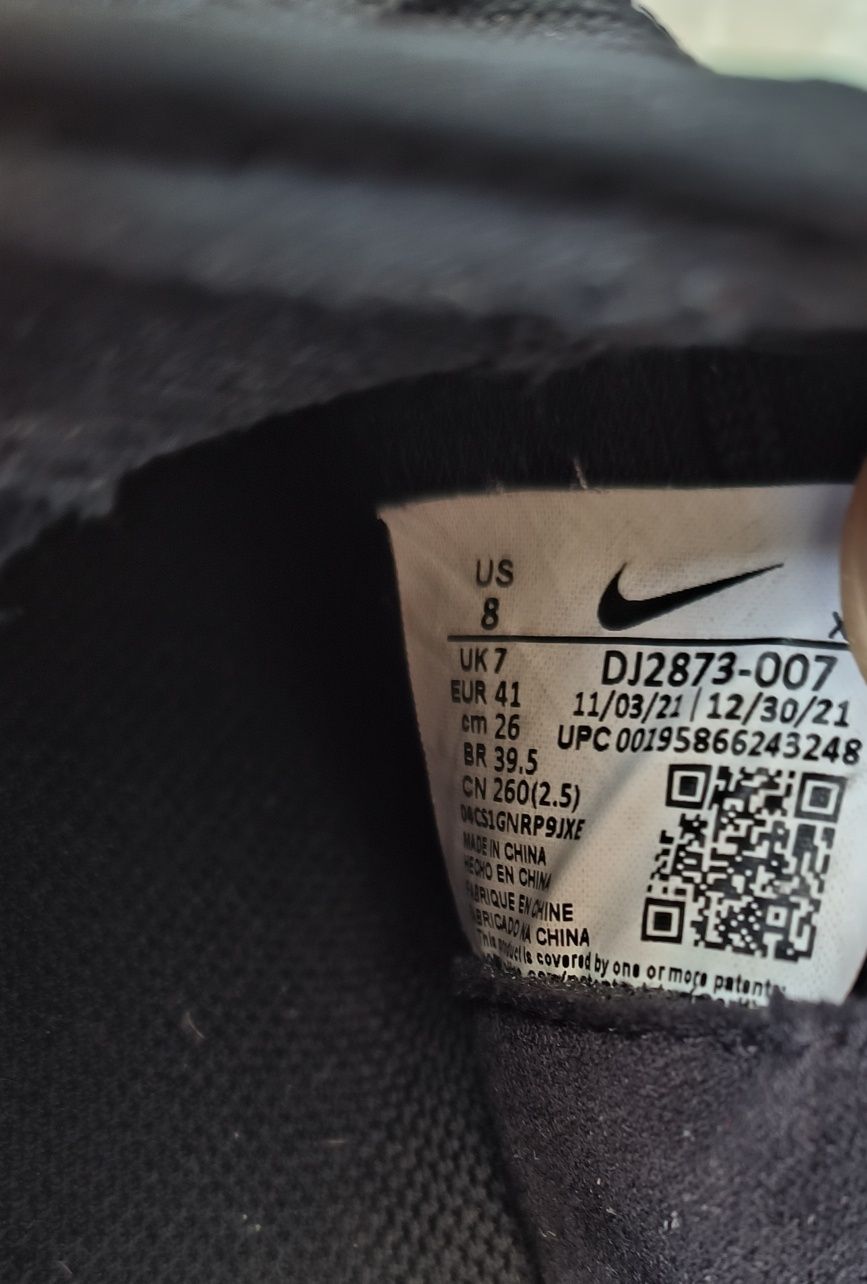 US
8
X
UK 7
EUR 41
cm 26
BR 39.5
CN 260(2.5)
DJ2873-007
11/03/21 | 12/30/21
UPC 00195866243248
04CS1GNRP9JXE
MADE IN CHINA
HECHO EN CHINA
FABRIQUE EN CHINE
FABRICADO NA CHINA
This product is covered by one or more patents.